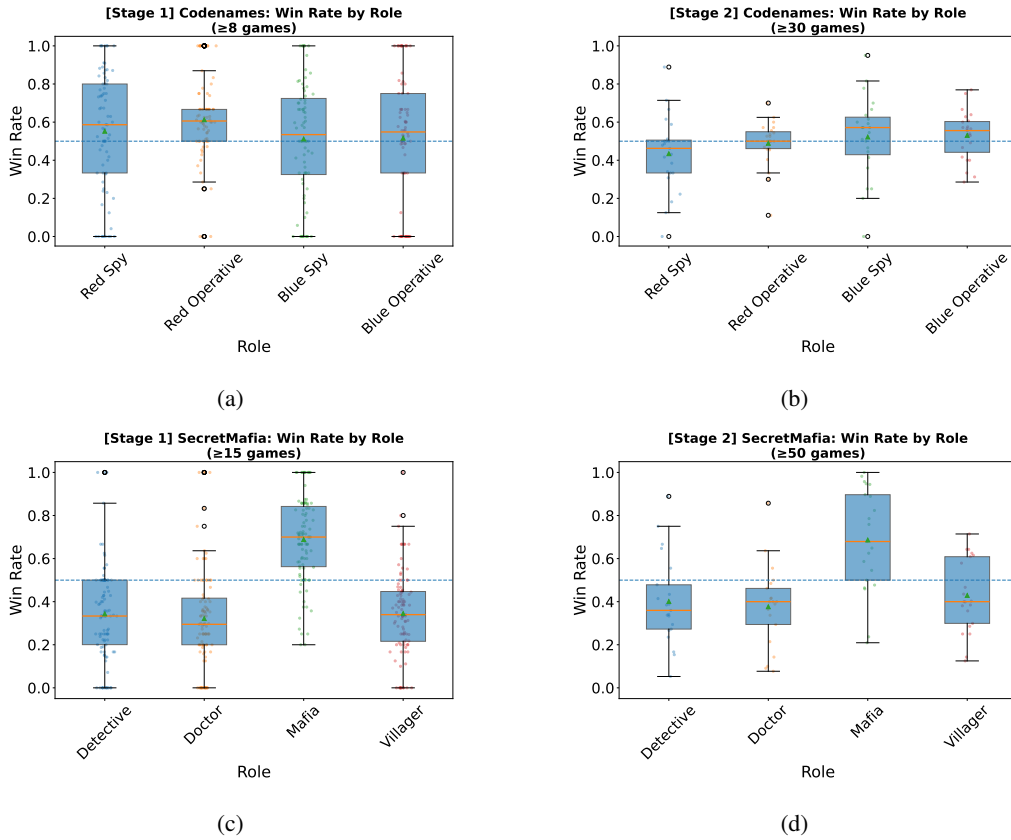 [Stage 1] Codenames: Win Rate by Role
(≥8 games)
Win Rate
1.0
0.8
0.6
0.4
0.2
0.0
Red Spy
Red Operative
Blue Spy
Blue Operative
Role
(a)
[Stage 2] Codenames: Win Rate by Role
(≥30 games)
Win Rate
1.0
0.8
0.6
0.4
0.2
0.0
Red Spy
Red Operative
Blue Spy
Blue Operative
Role
(b)
[Stage 1] SecretMafia: Win Rate by Role
(≥15 games)
Win Rate
1.0
0.8
0.6
0.4
0.2
0.0
Detective
Doctor
Mafia
Villager
Role
(c)
[Stage 2] SecretMafia: Win Rate by Role
(≥50 games)
Win Rate
1.0
0.8
0.6
0.4
0.2
0.0
Detective
Doctor
Mafia
Villager
Role
(d)